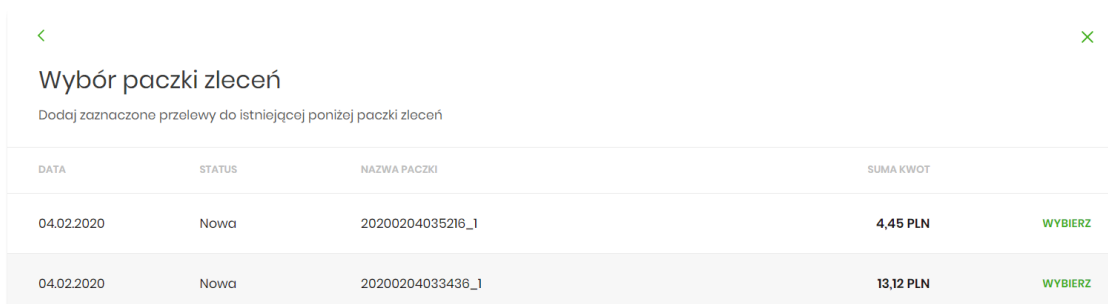 Wybór paczki zleceń
Dodaj zaznaczone przelewy do istniejącej poniżej paczki zleceń
DATA STATUS NAZWA PACZKI SUMA KWOT
04.02.2020 Nowa 20200204035216_1 4,45 PLN WYBIERZ
04.02.2020 Nowa 20200204033436_1 13,12 PLN WYBIERZ